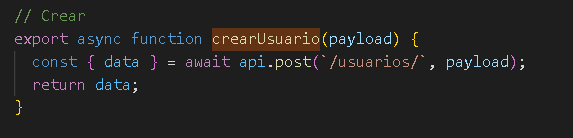 // Crear
export async function crearUsuario(payload) {
  const { data } = await api.post(`/usuarios/`, payload);
  return data;
}